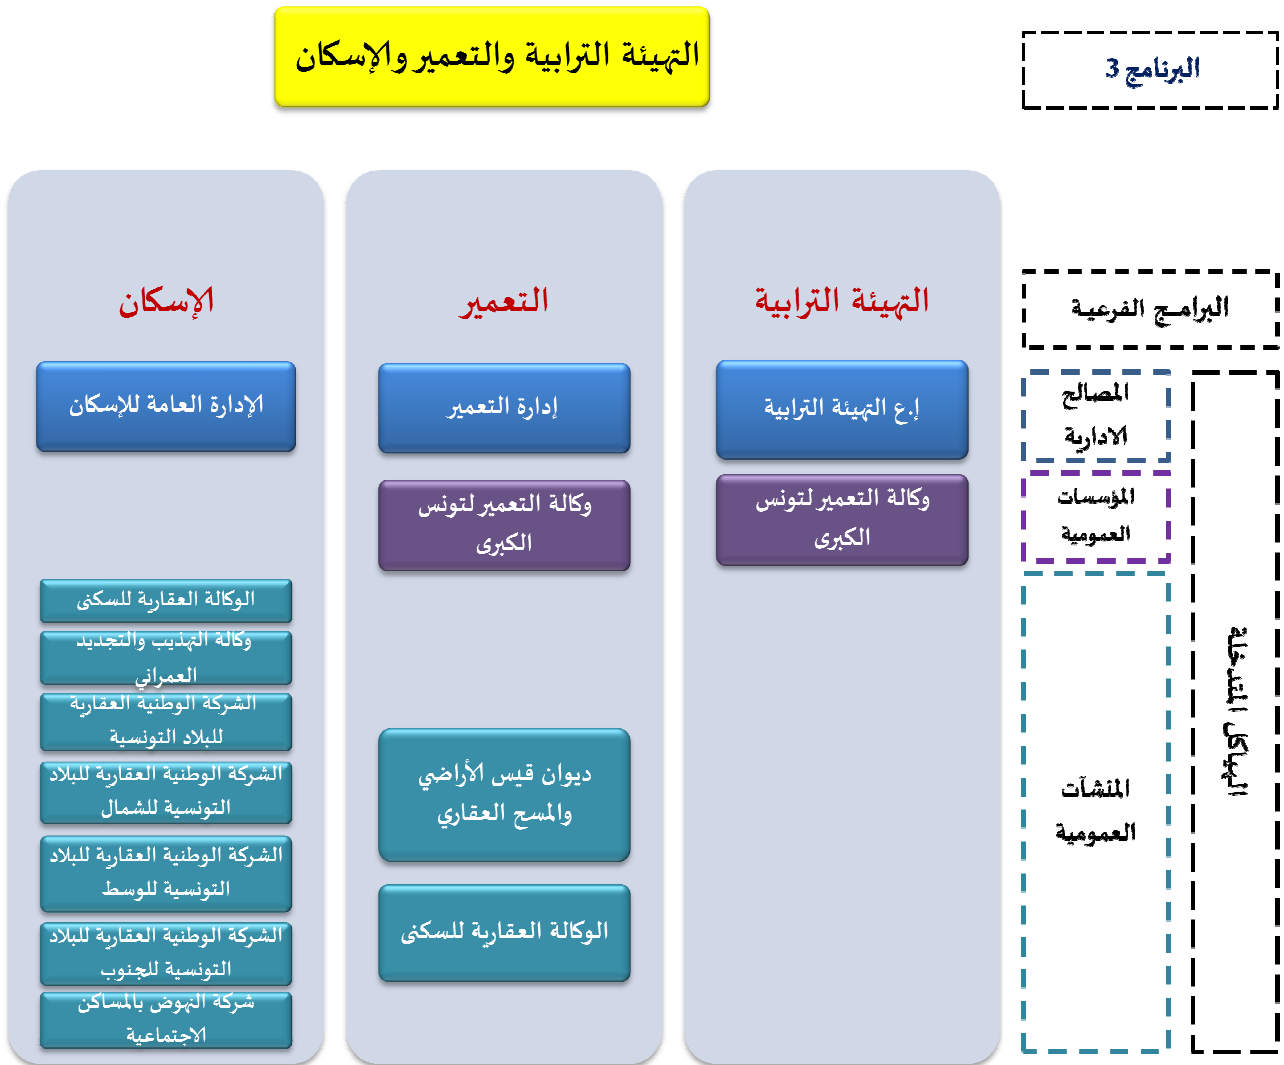 البرنامج 3
التهيئة الترابية والتعمير والإسكان
البرامج الفرعية
التهيئة الترابية
التعمير
الإسكان
الهياكل المتدخلة
المصالح
الادارية
إ.ع التهيئة الترابية
إدارة التعمير
الإدارة العامة للإسكان
المؤسسات
العمومية
وكالة التعمير لتونس
الكبرى
وكالة التعمير لتونس
الكبرى
المنشآت
العمومية
ديوان قيس الأراضي
والمسح العقاري
الوكالة العقارية للسكنى
الوكالة العقارية للسكنى
وكالة التهذيب والتجديد
العمراني
الشركة الوطنية العقارية
للبلاد التونسية
الشركة الوطنية العقارية للبلاد
التونسية للشمال
الشركة الوطنية العقارية للبلاد
التونسية للوسط
الشركة الوطنية العقارية للبلاد
التونسية للجنوب
شركة النهوض بالمساكن
الاجتماعية